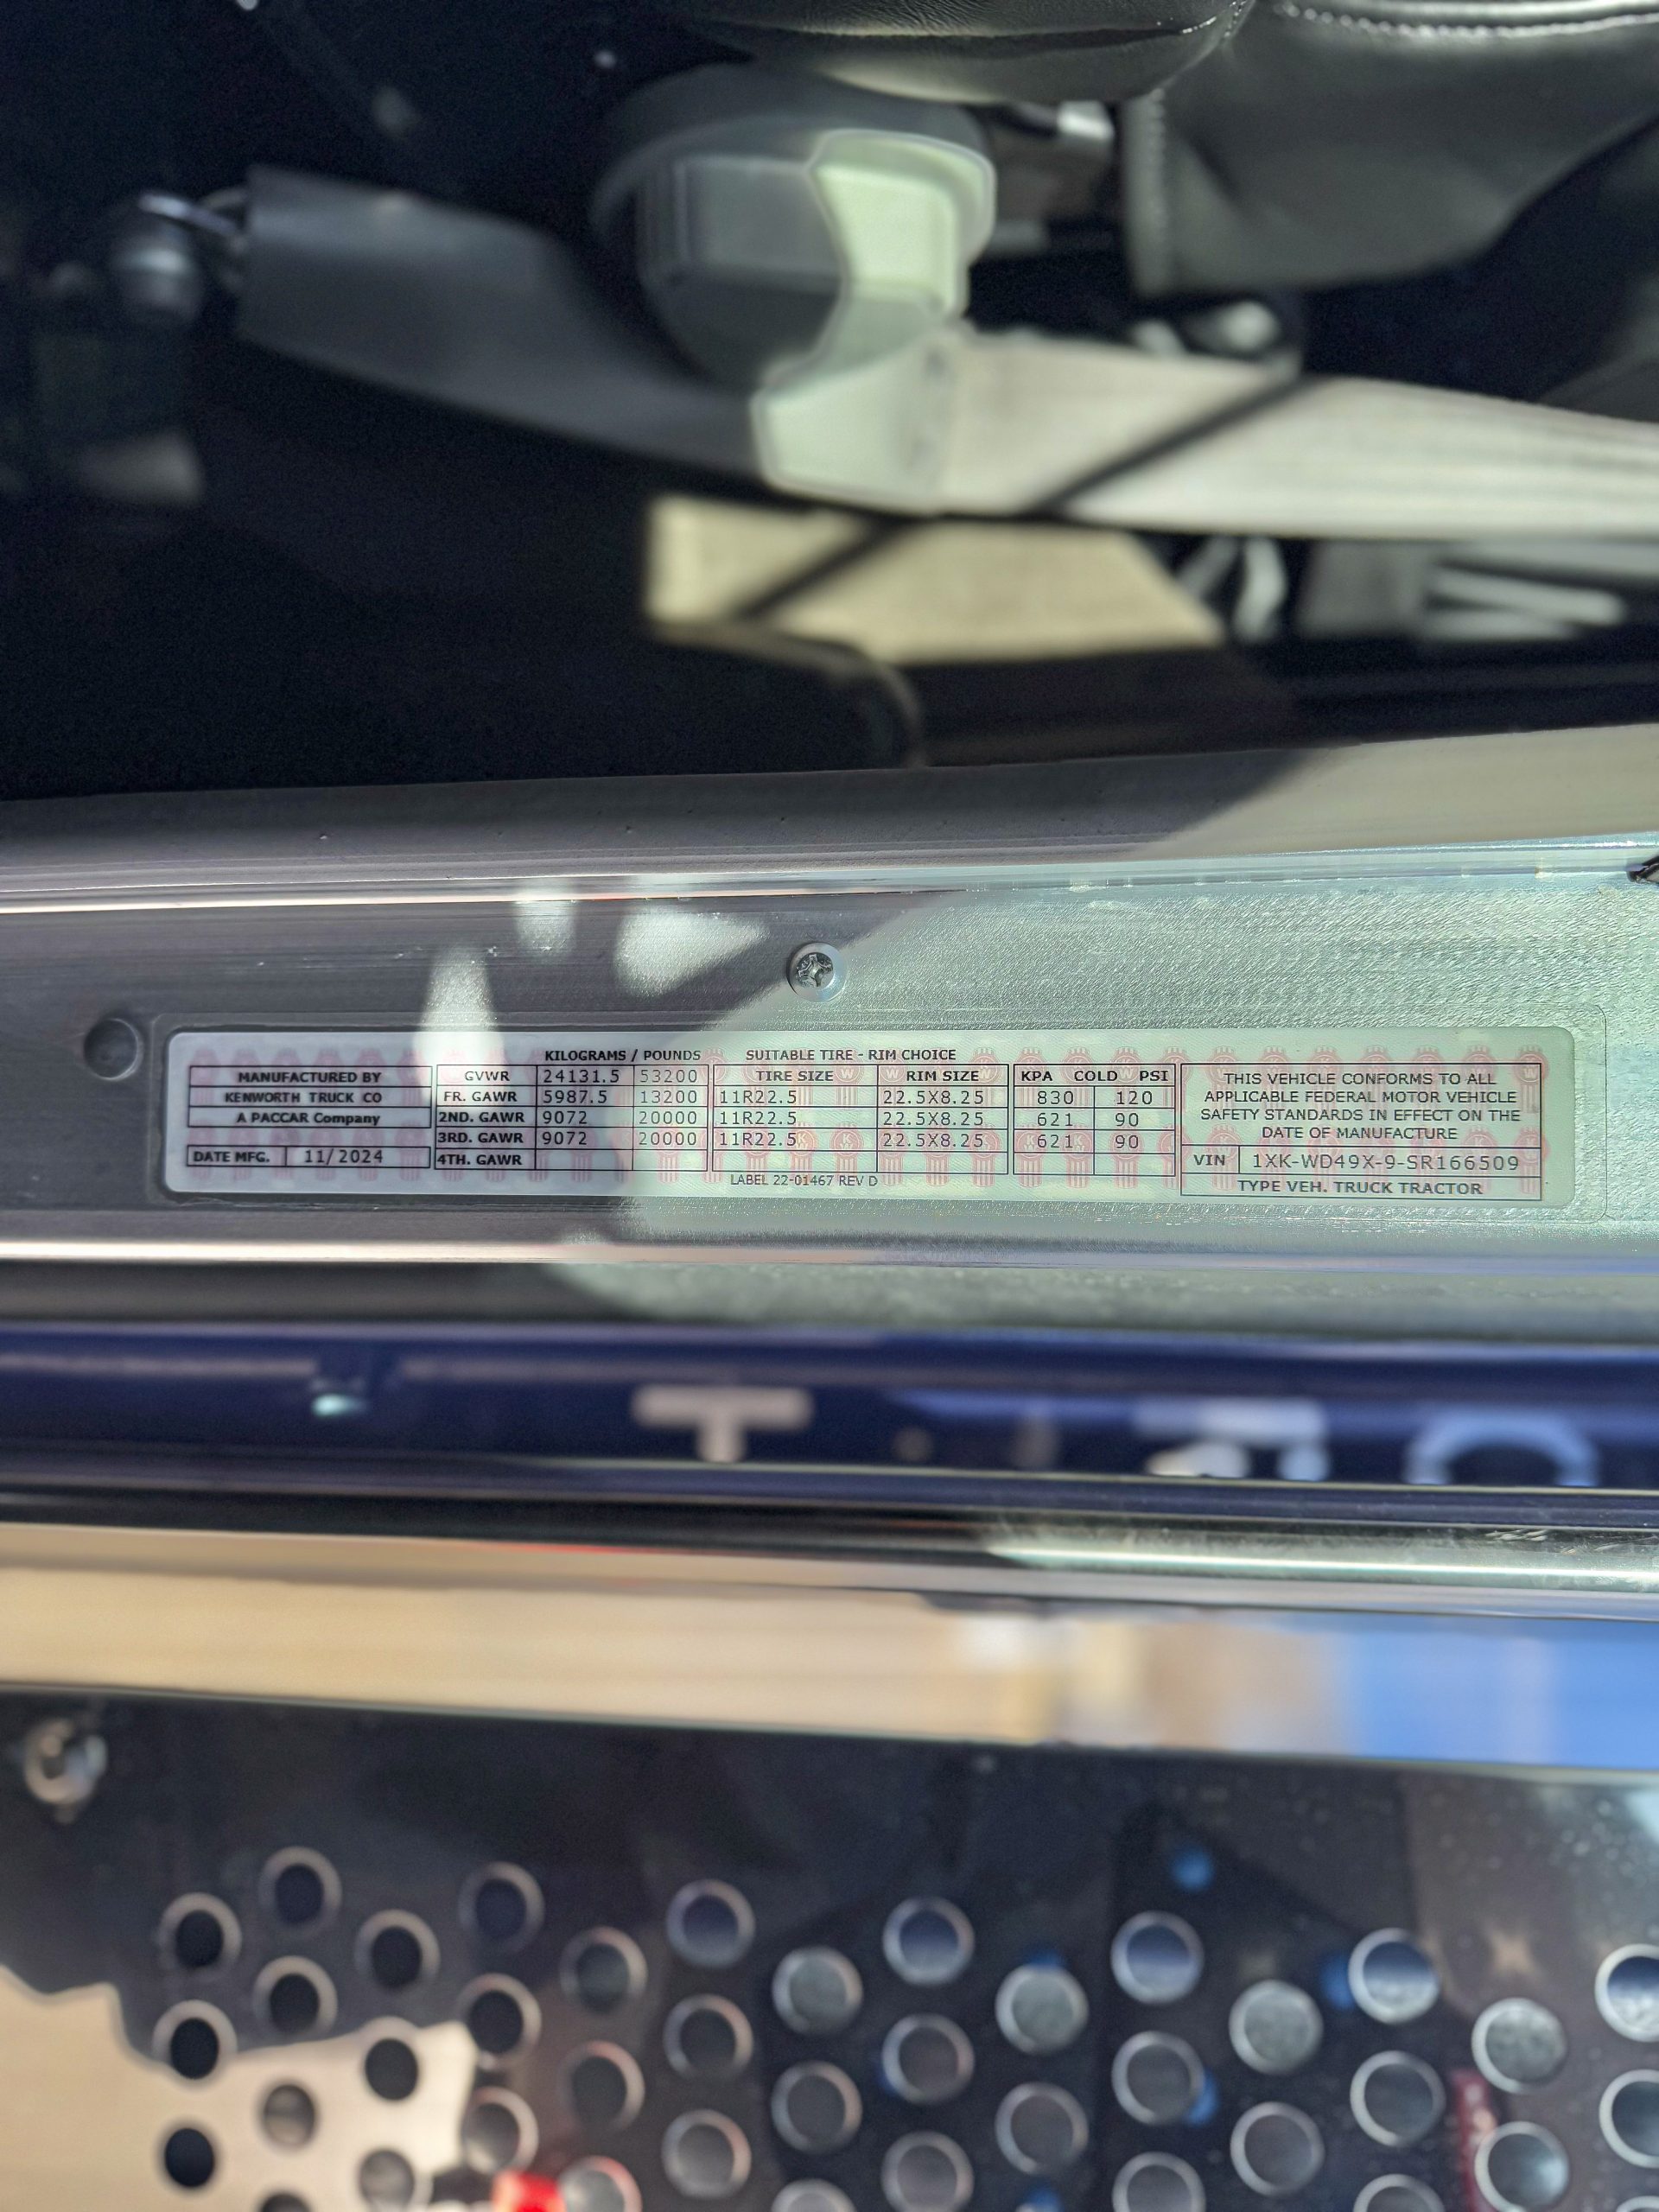 KILOGRAMS / POUNDS SUITABLE TIRE - RIM CHOICE
MANUFACTURED BY
KENWORTH TRUCK CO
A PACCAR Company
DATE MFG. 11/2024
GVWR 24131.5 53200
FR. GAWR 5987.5 13200
2ND. GAWR 9072 20000
3RD. GAWR 9072 20000
4TH. GAWR
TIRE SIZE RIM SIZE
11R22.5 22.5X8.25
11R22.5 22.5X8.25
11R22.5 22.5X8.25
KPA COLD PSI
830 120
621 90
621 90
THIS VEHICLE CONFORMS TO ALL
APPLICABLE FEDERAL MOTOR VEHICLE
SAFETY STANDARDS IN EFFECT ON THE
DATE OF MANUFACTURE
VIN 1XK-WD49X-9-SR166509
TYPE VEH. TRUCK TRACTOR
LABEL 22-01467 REV D